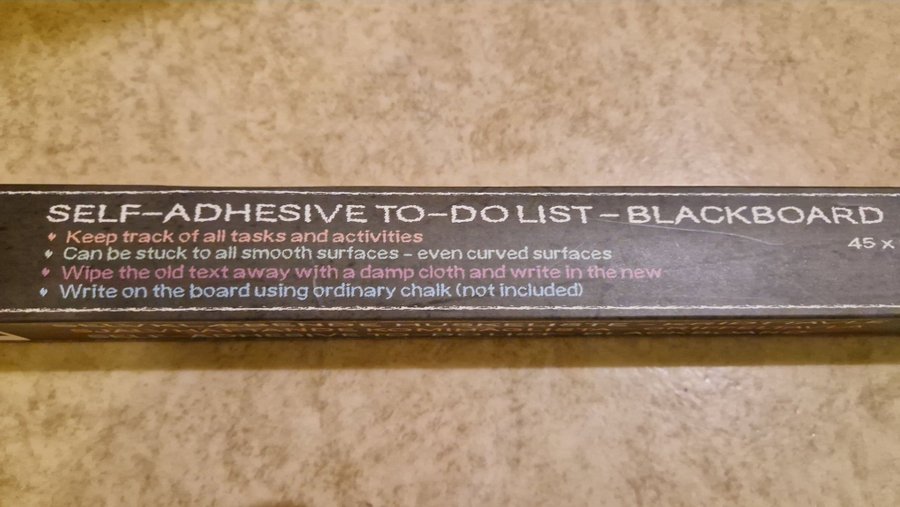 SELF-ADHESIVE TO-DO LIST - BLACKBOARD
Keep track of all tasks and activities
45 x
Can be stuck to all smooth surfaces - even curved surfaces
Wipe the old text away with a damp cloth and write in the new
Write on the board using ordinary chalk (not included)